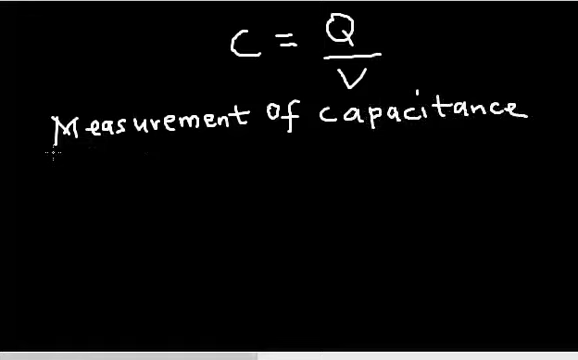 C = Q/V
Measurement of capacitance